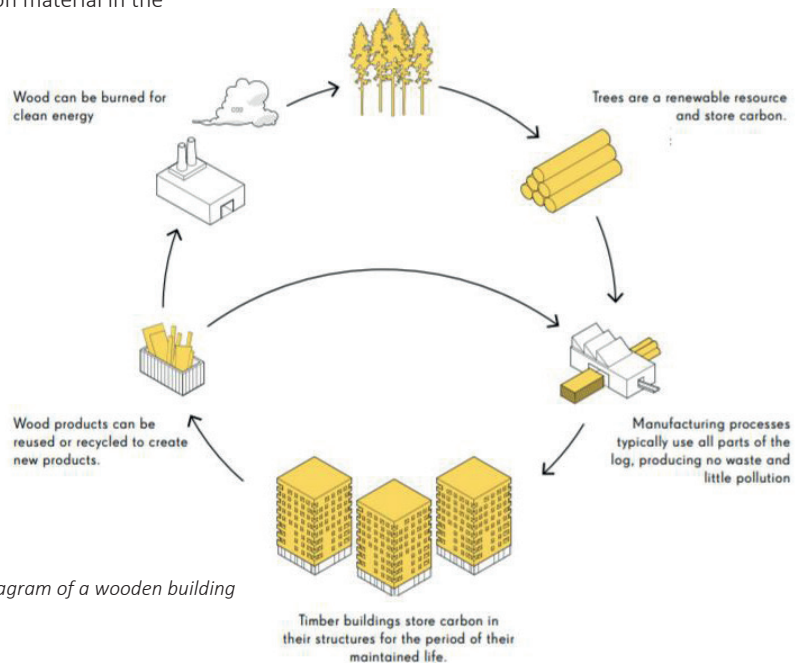 material in the
Wood can be burned for
clean energy
Trees are a renewable resource
and store carbon.
Wood products can be
reused or recycled to create
new products.
Manufacturing processes
typically use all parts of the
log, producing no waste and
little pollution
of a wooden building
Timber buildings store carbon in
their structures for the period of their
maintained life.